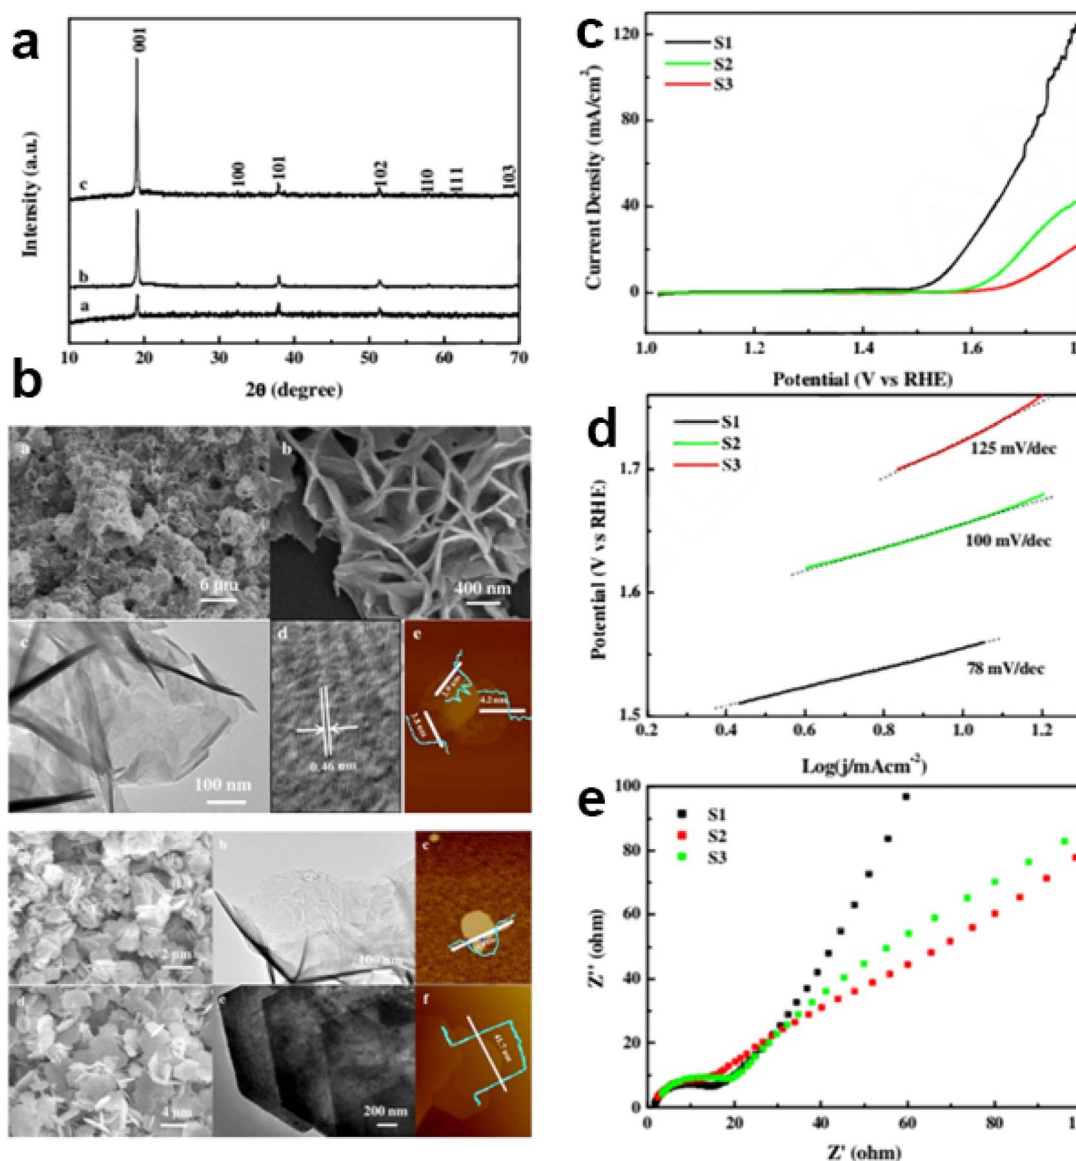 a
Intensity (a.u.)
001
100
101
102
110
111
103
c
b
a
10 20 30 40 50 60 70
2θ (degree)
b
a
6 μm
b
400 nm
c
100 nm
d
0.46 nm
e
3.8 nm
4.2 nm
2 μm
b
100 nm
c
d
4 μm
e
200 nm
f
c
S1
S2
S3
120
80
40
0
Current Density (mA/cm²)
1.0 1.2 1.4 1.6
Potential (V vs RHE)
d
S1
S2
S3
125 mV/dec
100 mV/dec
78 mV/dec
1.7
1.6
1.5
Potential (V vs RHE)
0.2 0.4 0.6 0.8 1.0 1.2
Log(j/mAcm⁻²)
e
S1
S2
S3
100
80
60
40
20
0
Z'' (ohm)
0 20 40 60 80
Z' (ohm)